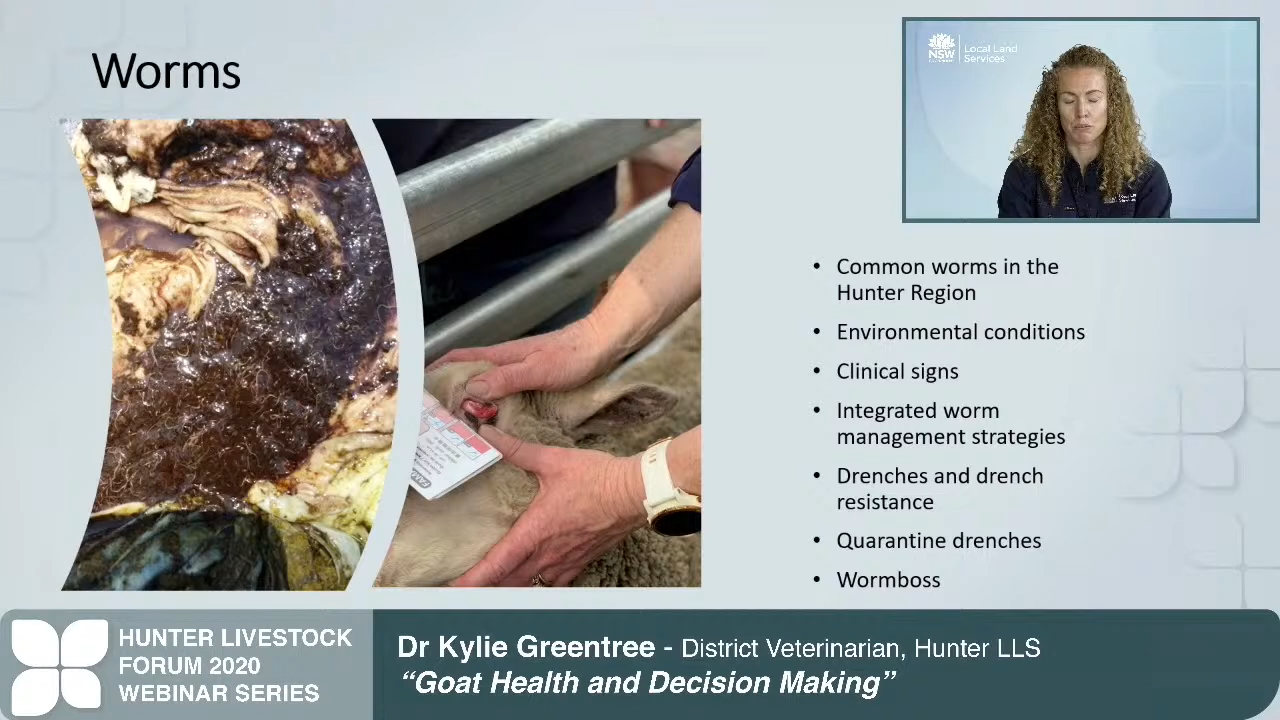 Worms
NSW
Local Land
Services
• Common worms in the
Hunter Region
• Environmental conditions
• Clinical signs
• Integrated worm
management strategies
• Drenches and drench
resistance
• Quarantine drenches
• Wormboss
HUNTER LIVESTOCK
FORUM 2020
WEBINAR SERIES
Dr Kylie Greentree - District Veterinarian, Hunter LLS
“Goat Health and Decision Making”